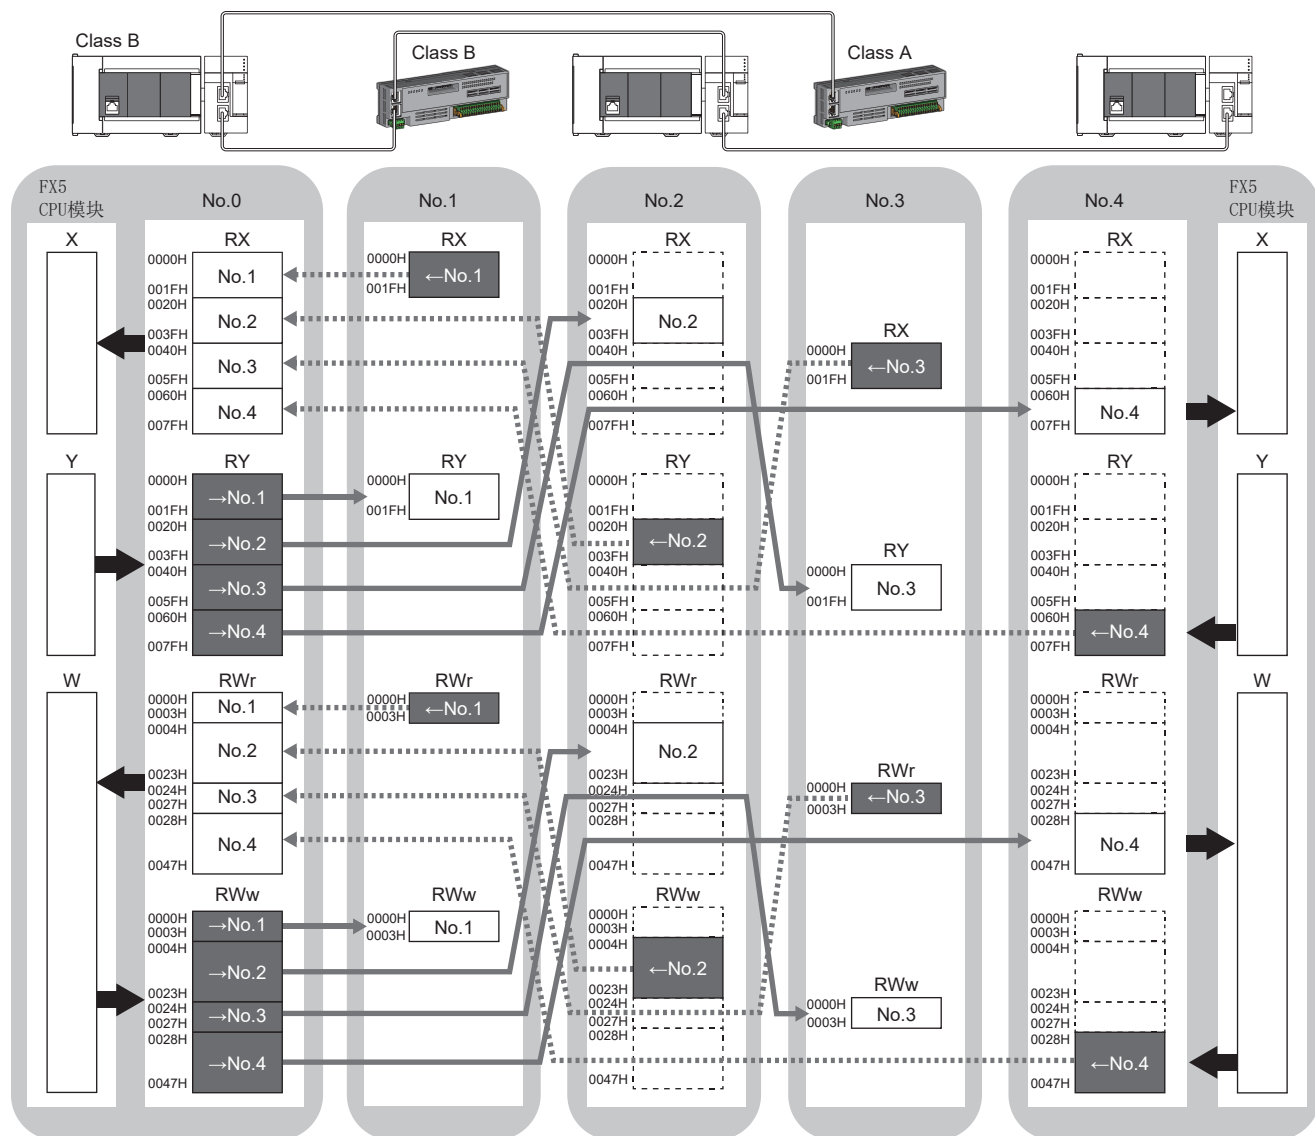 Class B
Class B
Class A
FX5
CPU模块
No.0
No.1
No.2
No.3
No.4
FX5
CPU模块
X
Y
W
RX
0000H
No.1
001FH
0020H
No.2
003FH
0040H
No.3
005FH
0060H
No.4
007FH
RY
0000H
→No.1
001FH
0020H
→No.2
003FH
0040H
→No.3
005FH
0060H
→No.4
007FH
RWr
0000H
No.1
0003H
0004H
No.2
0023H
0024H
No.3
0027H
0028H
No.4
0047H
RWw
0000H
→No.1
0003H
0004H
→No.2
0023H
0024H
→No.3
0027H
0028H
→No.4
0047H
RX
0000H
←No.1
001FH
RY
0000H
No.1
001FH
RWr
0000H
←No.1
0003H
RWw
0000H
No.1
0003H
RX
0000H
001FH
0020H
No.2
003FH
0040H
005FH
0060H
007FH
RY
0000H
001FH
0020H
←No.2
003FH
0040H
005FH
0060H
007FH
RWr
0000H
0003H
0004H
No.2
0023H
0024H
0027H
0028H
0047H
RWw
0000H
0003H
0004H
←No.2
0023H
0024H
0027H
0028H
0047H
RX
0000H
←No.3
001FH
RY
0000H
No.3
001FH
RWr
0000H
←No.3
0003H
RWw
0000H
No.3
0003H
RX
0000H
001FH
0020H
003FH
0040H
005FH
0060H
No.4
007FH
RY
0000H
001FH
0020H
003FH
0040H
005FH
0060H
←No.4
007FH
RWr
0000H
0003H
0004H
0023H
0024H
0027H
0028H
No.4
0047H
RWw
0000H
0003H
0004H
0023H
0024H
0027H
0028H
←No.4
0047H
X
Y
W